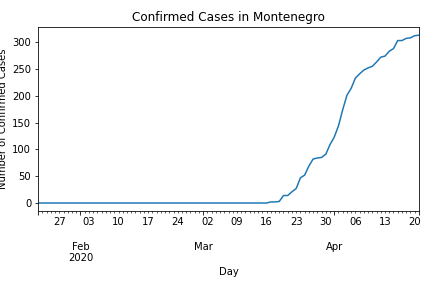 Confirmed Cases in Montenegro
Number of Confirmed Cases
300
250
200
150
100
50
0
27 03 10 17 24 02 09 16 23 30 06 13 20
Feb Mar Apr
2020
Day